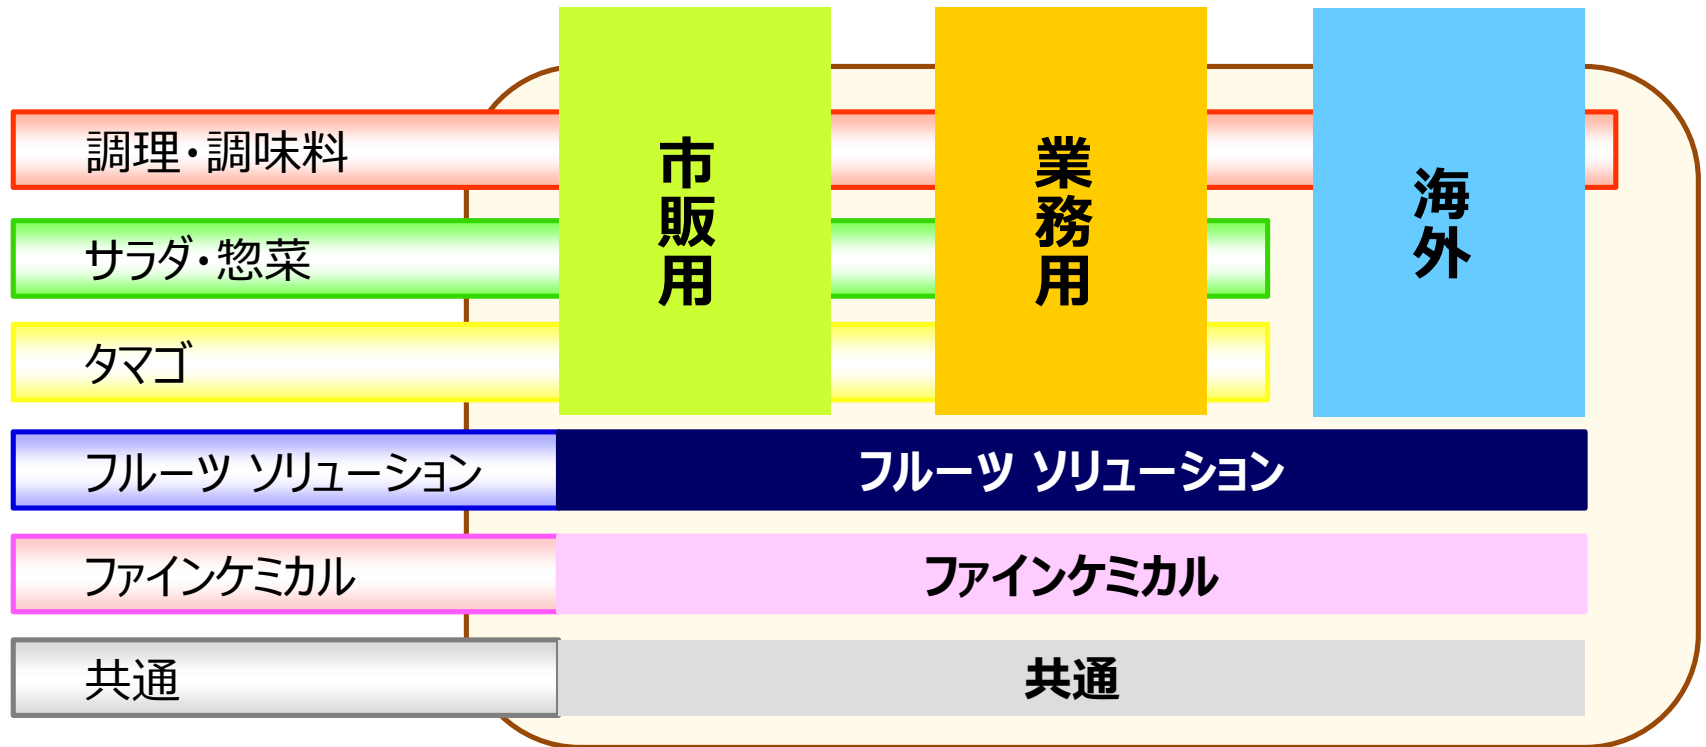 市販用
業務用
海外
調理・調味料
サラダ・惣菜
タマゴ
フルーツ ソリューション
フルーツ ソリューション
ファインケミカル
ファインケミカル
共通
共通